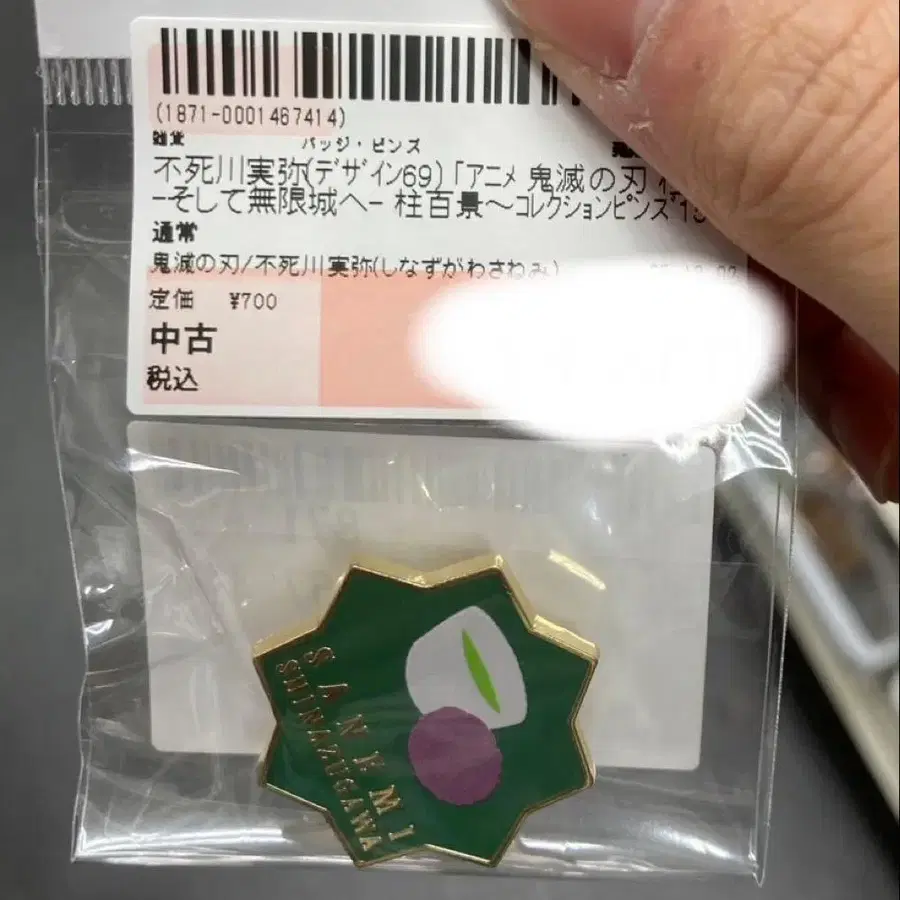 (1871-0001467414)
雑貨 バッジ・ピンズ
不死川実弥(デザイン69)「アニメ 鬼滅の刃
-そして無限城へ- 柱百景～コレクションピンズ
通常
鬼滅の刃/不死川実弥(しなずがわさねみ)
定価 ¥700
中古
税込
SANEMI
SHINAZUGAWA